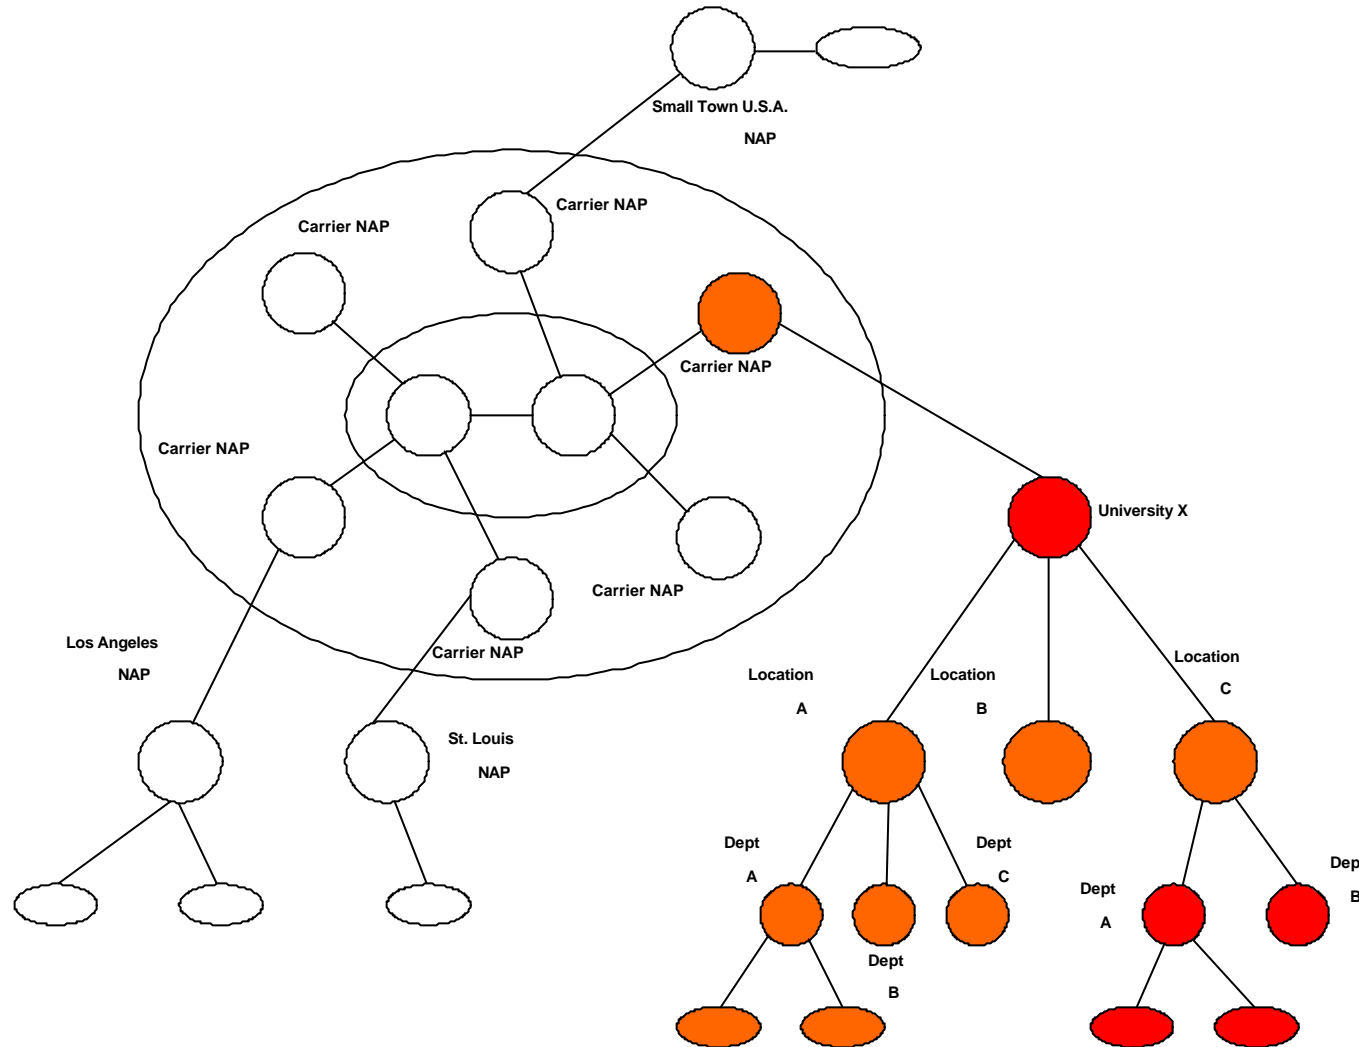 Small Town U.S.A.
NAP
Carrier NAP
Carrier NAP
Carrier NAP
Carrier NAP
University X
Carrier NAP
Los Angeles
NAP
Carrier NAP
Location
A
Location
B
Location
C
St. Louis
NAP
Dept
A
Dept
C
Dept
A
Dept
B
Dept
B